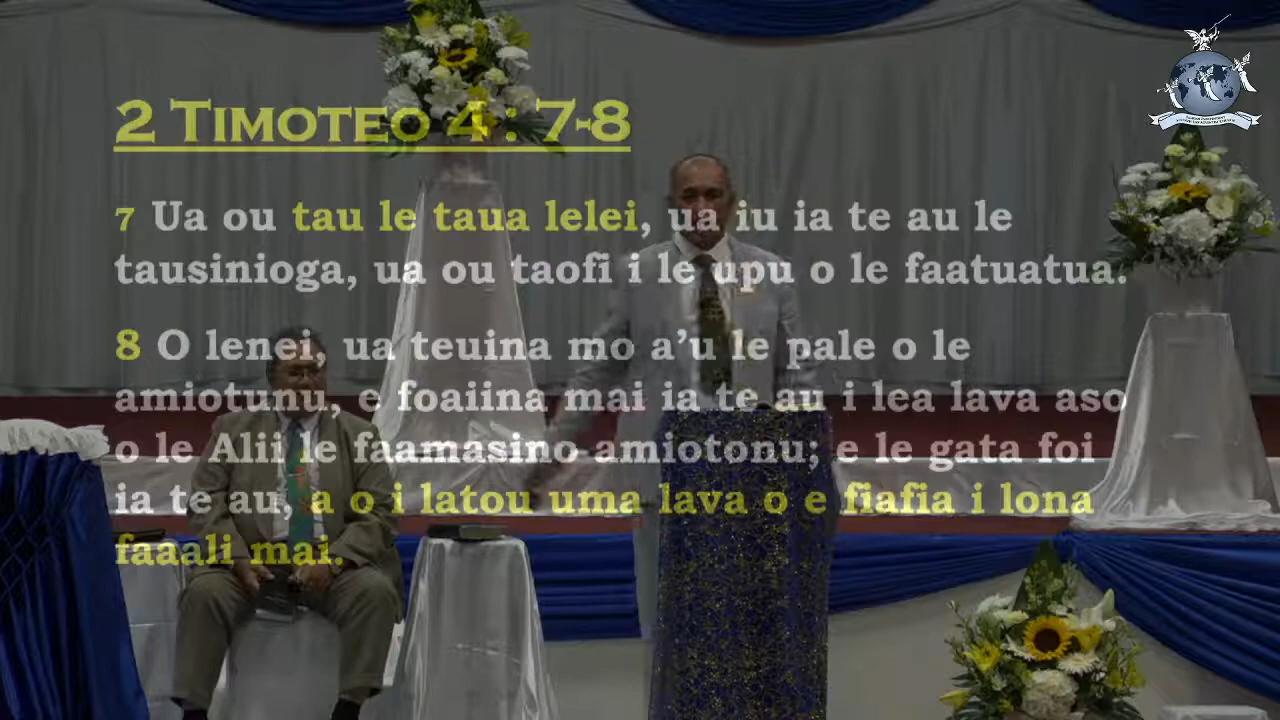 2 TIMOTEO 4 : 7-8
7 Ua ou tau le taua lelei, ua iu ia te au le
tausinioga, ua ou taofi i le upu o le faatuatua.
8 O lenei, ua teuina mo a’u le pale o le
amiotunu, e foaiina mai ia te au i lea lava aso
o le Alii le faamasino amiotonu; e le gata foi
ia te au, a o i latou uma lava o e fiafia i lona
faaali mai.